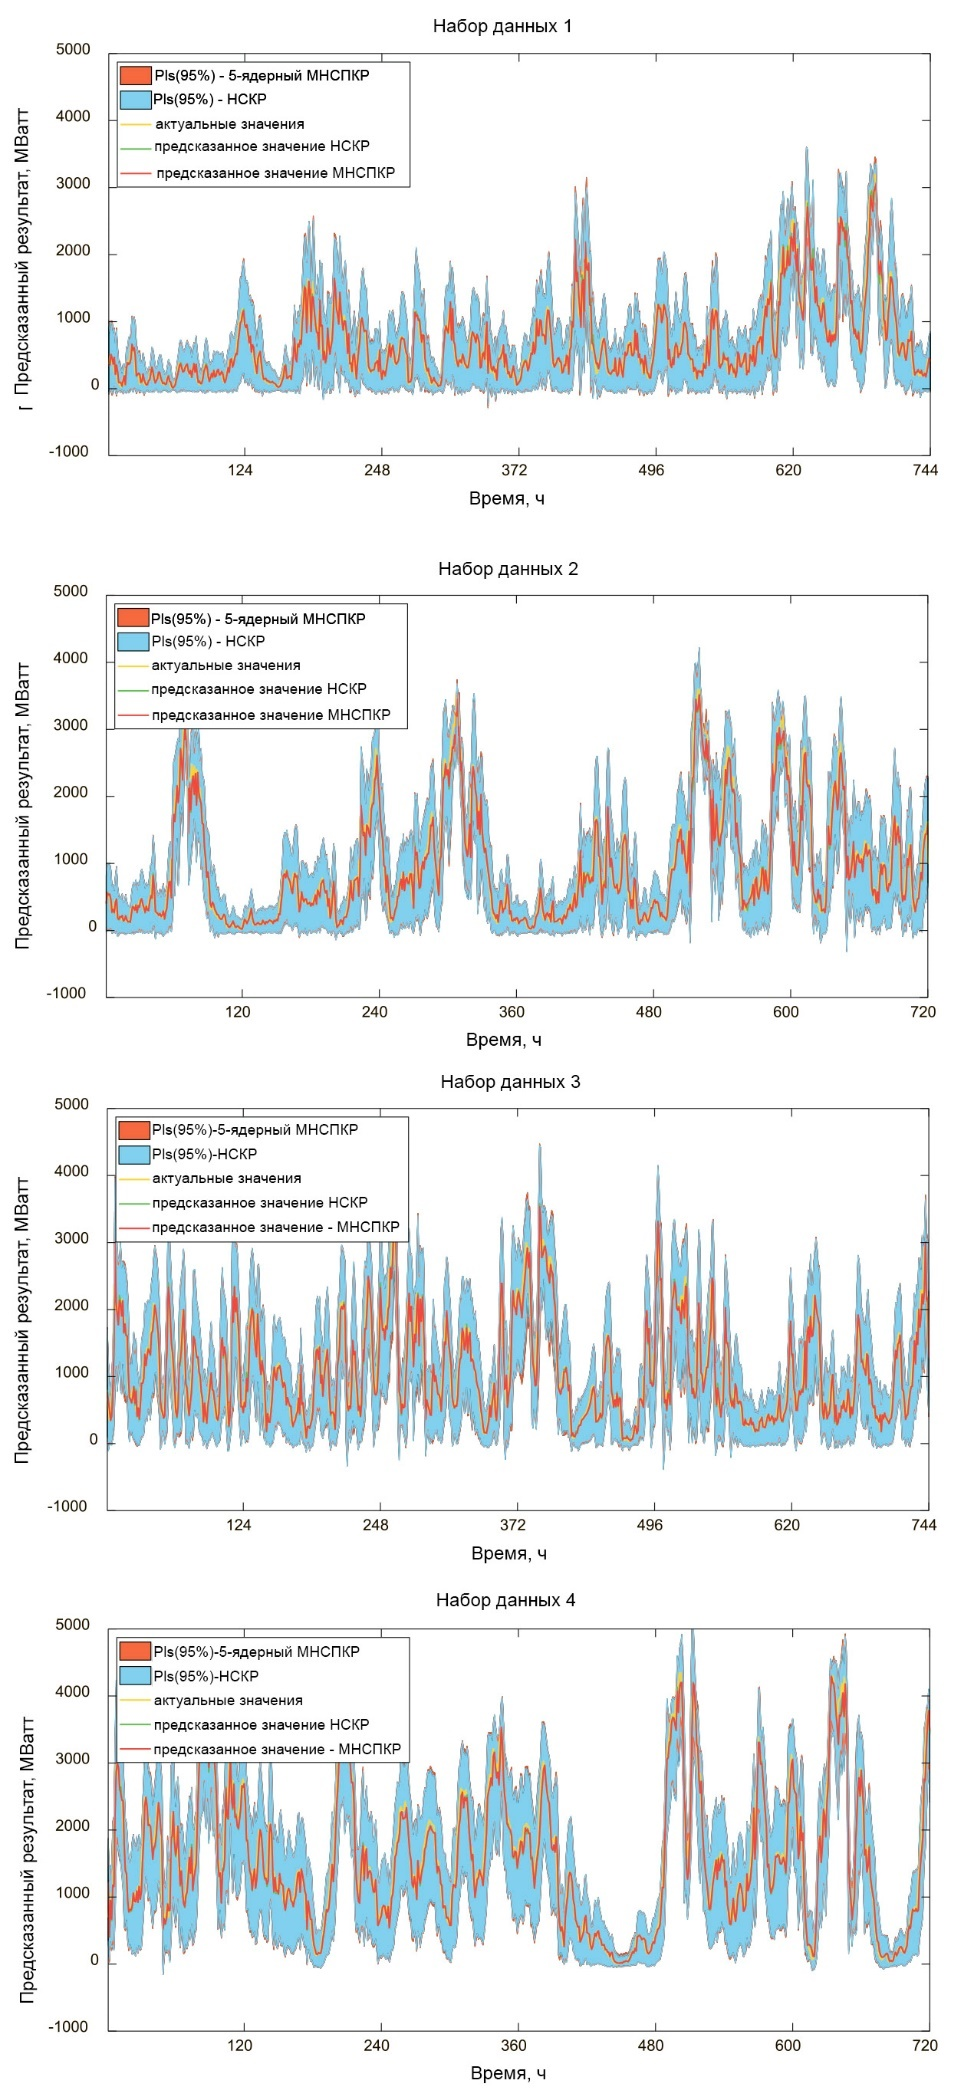 Набор данных 1
5000
PIs(95%) - 5-ядерный МНСПКР
PIs(95%) - НСКР
актуальные значения
предсказанное значение НСКР
предсказанное значение МНСПКР
4000
3000
2000
1000
0
-1000
Предсказанный результат, МВатт
124 248 372 496 620 744
Время, ч
Набор данных 2
5000
PIs(95%) - 5-ядерный МНСПКР
PIs(95%) - НСКР
актуальные значения
предсказанное значение НСКР
предсказанное значение МНСПКР
4000
3000
2000
1000
0
-1000
Предсказанный результат, МВатт
120 240 360 480 600 720
Время, ч
Набор данных 3
5000
PIs(95%)-5-ядерный МНСПКР
PIs(95%)-НСКР
актуальные значения
предсказанное значение НСКР
предсказанное значение - МНСПКР
4000
3000
2000
1000
0
-1000
Предсказанный результат, МВатт
124 248 372 496 620 744
Время, ч
Набор данных 4
5000
PIs(95%)-5-ядерный МНСПКР
PIs(95%)-НСКР
актуальные значения
предсказанное значение НСКР
предсказанное значение - МНСПКР
4000
3000
2000
1000
0
-1000
Предсказанный результат, МВатт
120 240 360 480 600 720
Время, ч